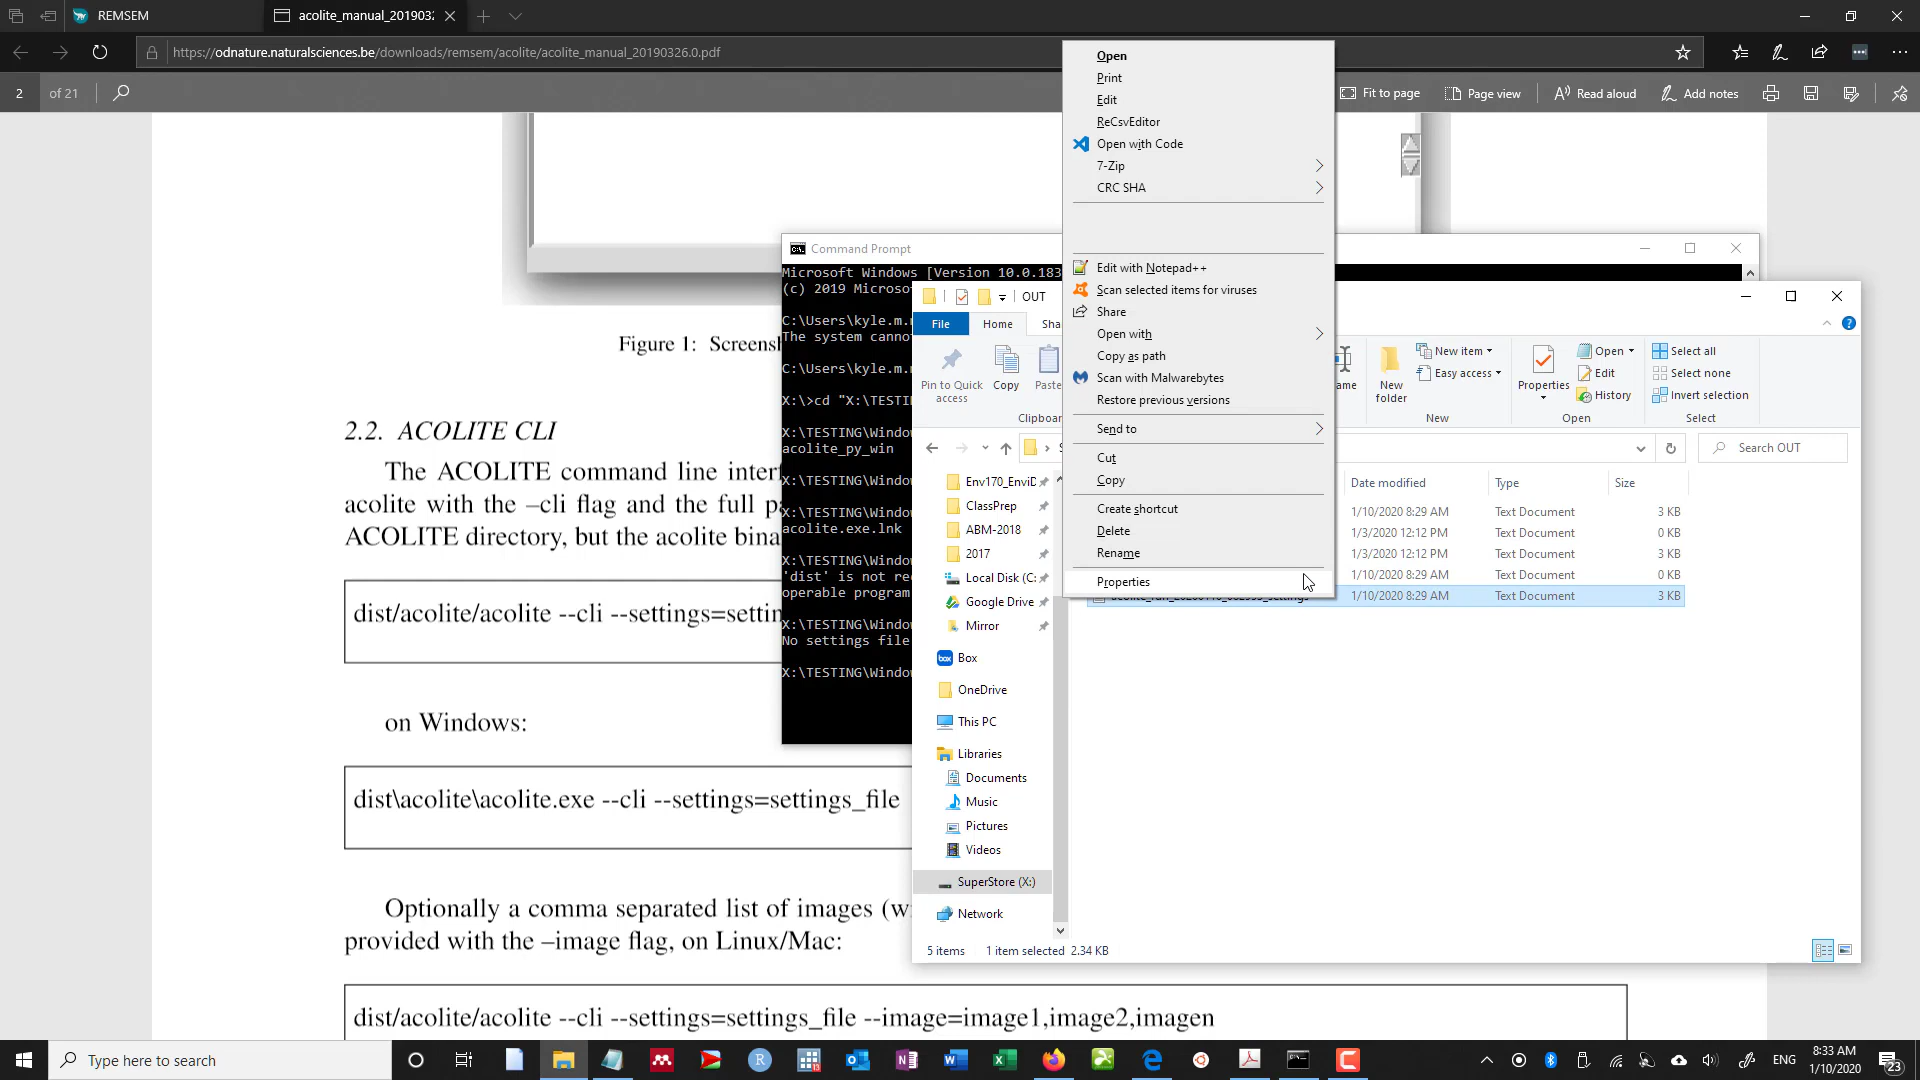 REMSEM
acolite_manual_201903
https://odnature.naturalsciences.be/downloads/remsem/acolite/acolite_manual_20190326.0.pdf
2 of 21
Fit to page
Page view
Read aloud
Add notes
Figure 1: Screensh
2.2. ACOLITE CLI
The ACOLITE command line interf
acolite with the –cli flag and the full pa
ACOLITE directory, but the acolite bina
dist/acolite/acolite --cli --settings=settin
on Windows:
dist\acolite\acolite.exe --cli --settings=settings_file
Optionally a comma separated list of images (w
provided with the –image flag, on Linux/Mac:
dist/acolite/acolite --cli --settings=settings_file --image=image1,image2,imagen
Command Prompt
Microsoft Windows [Version 10.0.183
(c) 2019 Microsof
C:\Users\kyle.m.
The system canno
C:\Users\kyle.m.
X:\>cd "X:\TESTIN
X:\TESTING\Window
acolite_py_win
X:\TESTING\Window
X:\TESTING\Window
acolite.exe.lnk
X:\TESTING\Window
'dist' is not rec
operable program
X:\TESTING\Window
No settings file
X:\TESTING\Window
Open
Print
Edit
ReCsvEditor
Open with Code
7-Zip
CRC SHA
Edit with Notepad++
Scan selected items for viruses
Share
Open with
Copy as path
Scan with Malwarebytes
Restore previous versions
Send to
Cut
Copy
Create shortcut
Delete
Rename
Properties
OUT
File
Home
Sha
Pin to Quick
access
Copy
Paste
Clipboar
ame
New
folder
New item
Easy access
New
Properties
Open
Edit
History
Open
Select all
Select none
Invert selection
Select
Search OUT
Env170_EnviD
ClassPrep
ABM-2018
2017
Local Disk (C:
Google Drive
Mirror
Box
OneDrive
This PC
Libraries
Documents
Music
Pictures
Videos
SuperStore (X:)
Network
Date modified
Type
Size
1/10/2020 8:29 AM Text Document 3 KB
1/3/2020 12:12 PM Text Document 0 KB
1/3/2020 12:12 PM Text Document 3 KB
1/10/2020 8:29 AM Text Document 0 KB
1/10/2020 8:29 AM Text Document 3 KB
5 items 1 item selected 2.34 KB
Type here to search
ENG
8:33 AM
1/10/2020
23